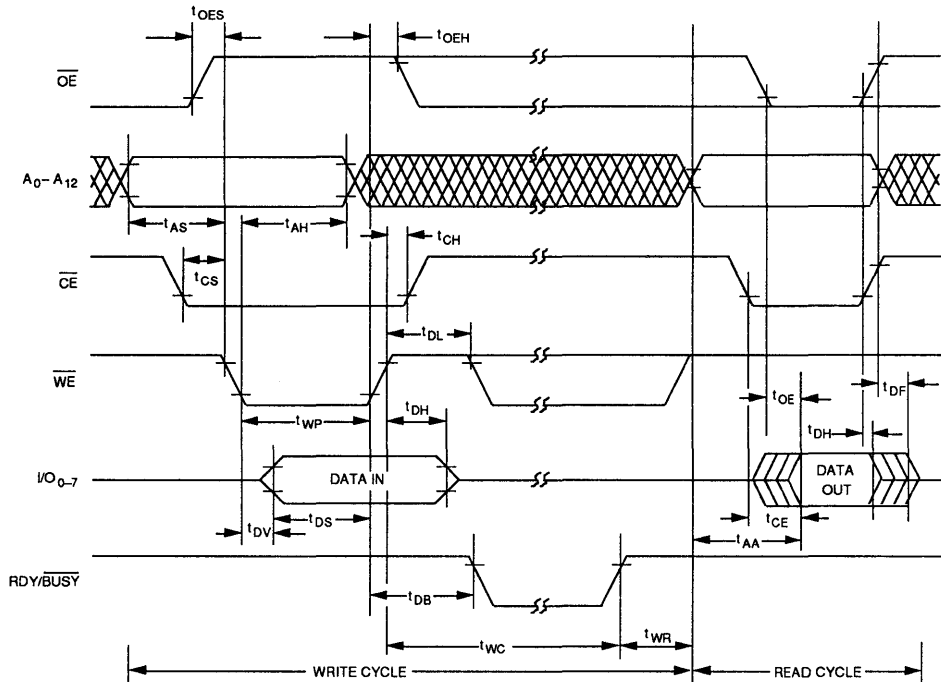 tOES
tOEH
OE
A0–A12
tAS
tAH
tCH
CE
tCS
tDL
WE
tOE
tDF
tWP
tDH
tDH
I/O0–7
DATA IN
DATA OUT
tDV
tDS
tCE
tAA
RDY/BUSY
tDB
tWC
tWR
WRITE CYCLE
READ CYCLE